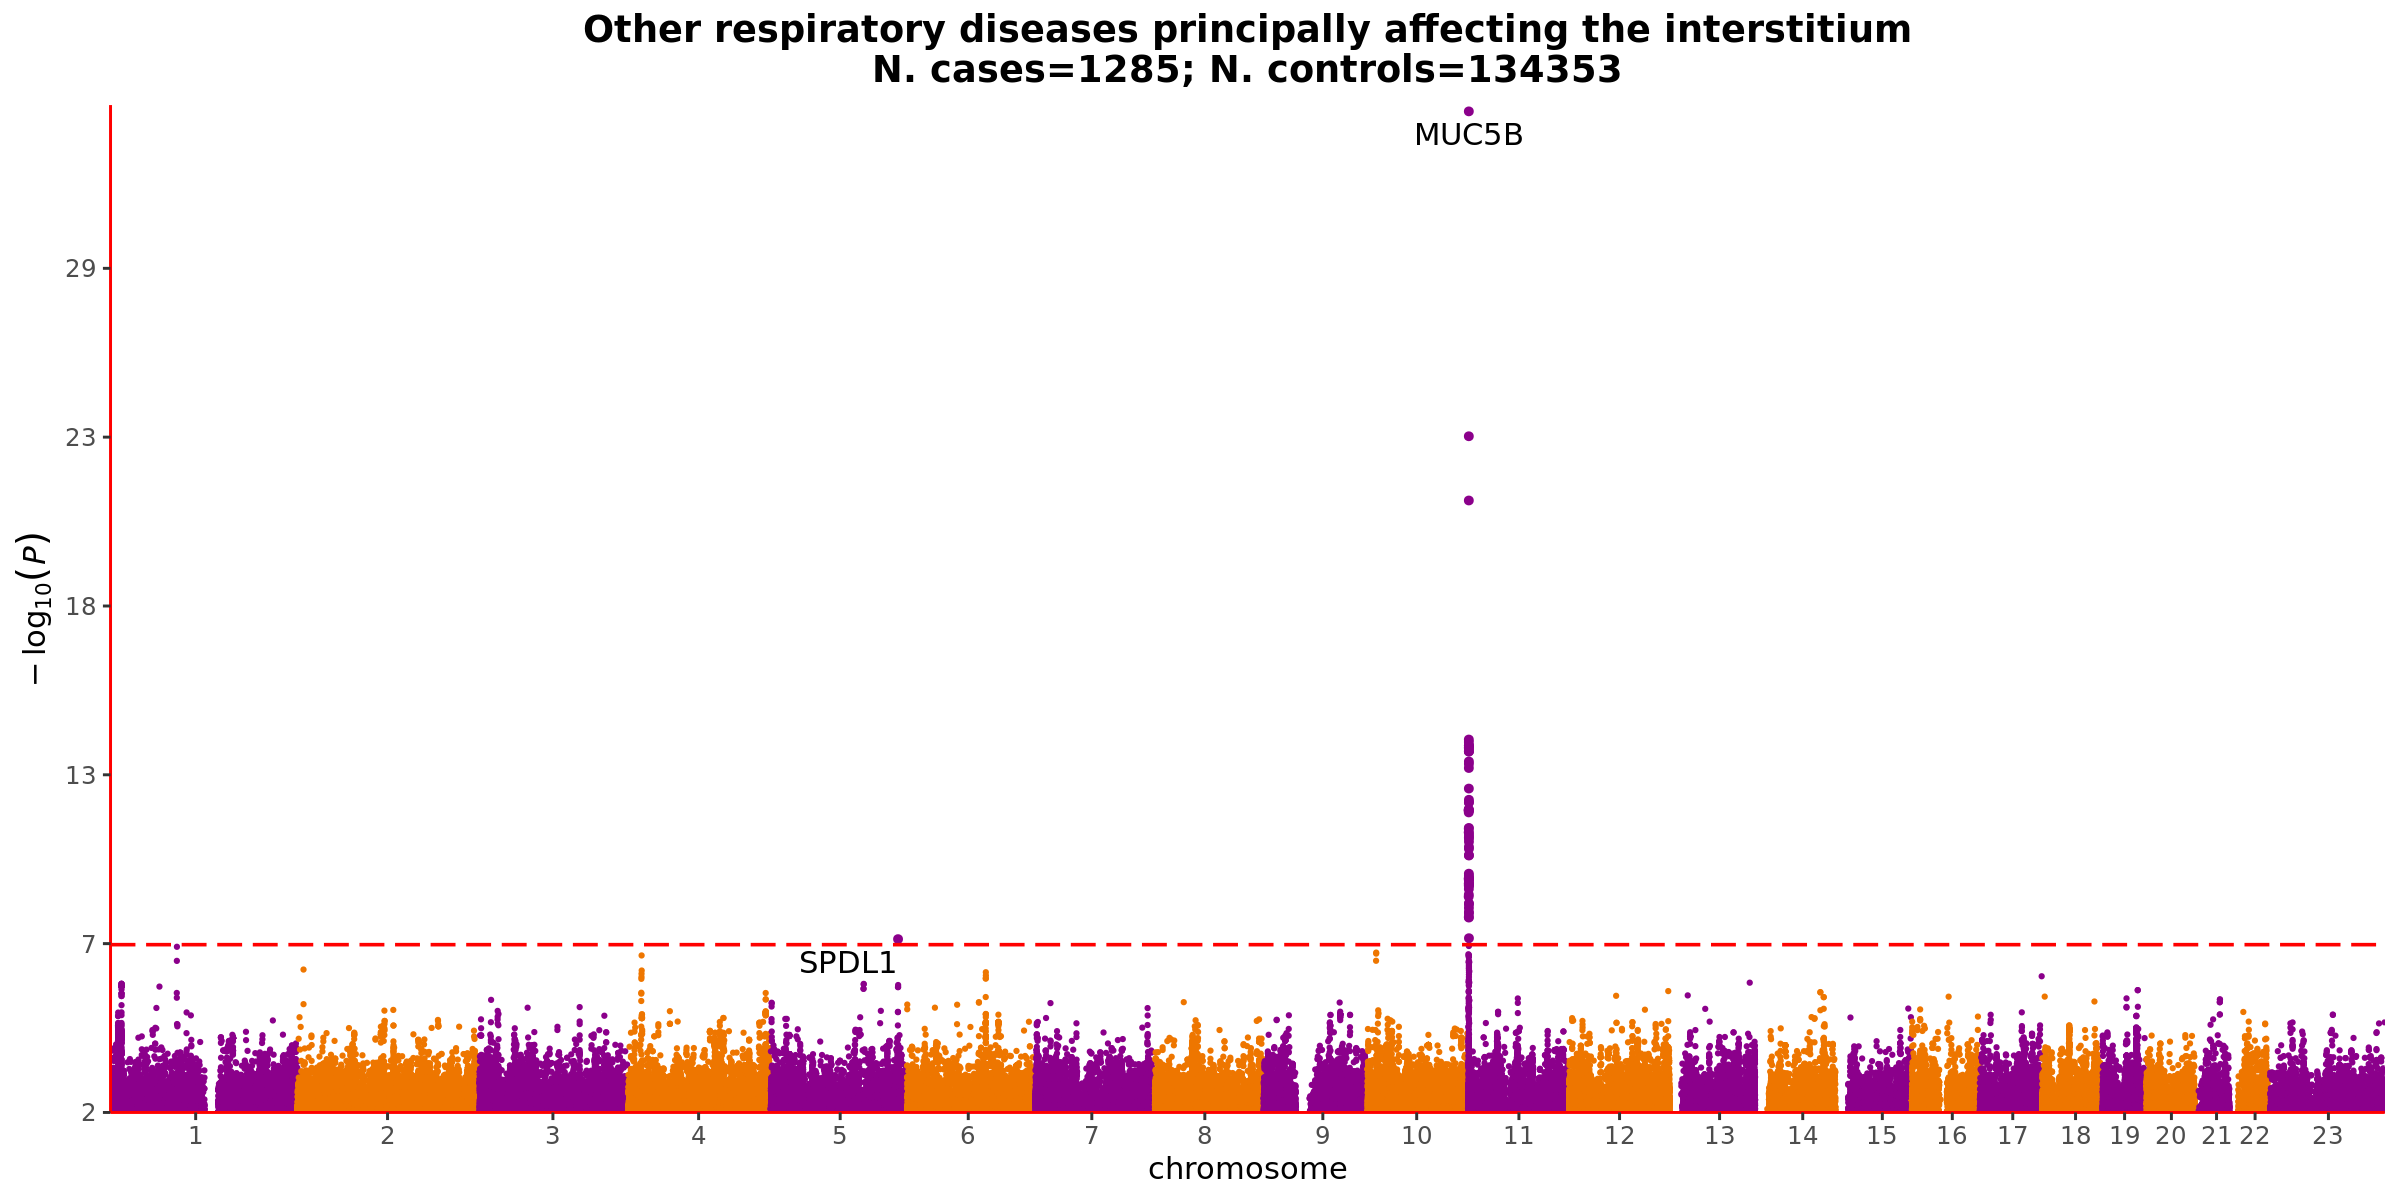 Other respiratory diseases principally affecting the interstitium
N. cases=1285; N. controls=134353
MUC5B
29
23
18
13
7
2
− log10(P)
SPDL1
1 2 3 4 5 6 7 8 9 10 11 12 13 14 15 16 17 18 19 20 21 22 23
chromosome